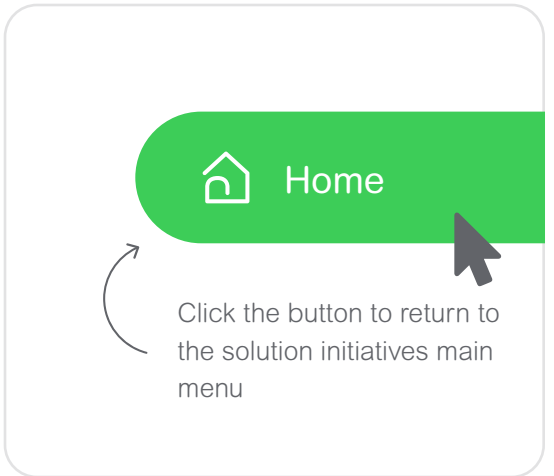 Home
Click the button to return to
the solution initiatives main
menu